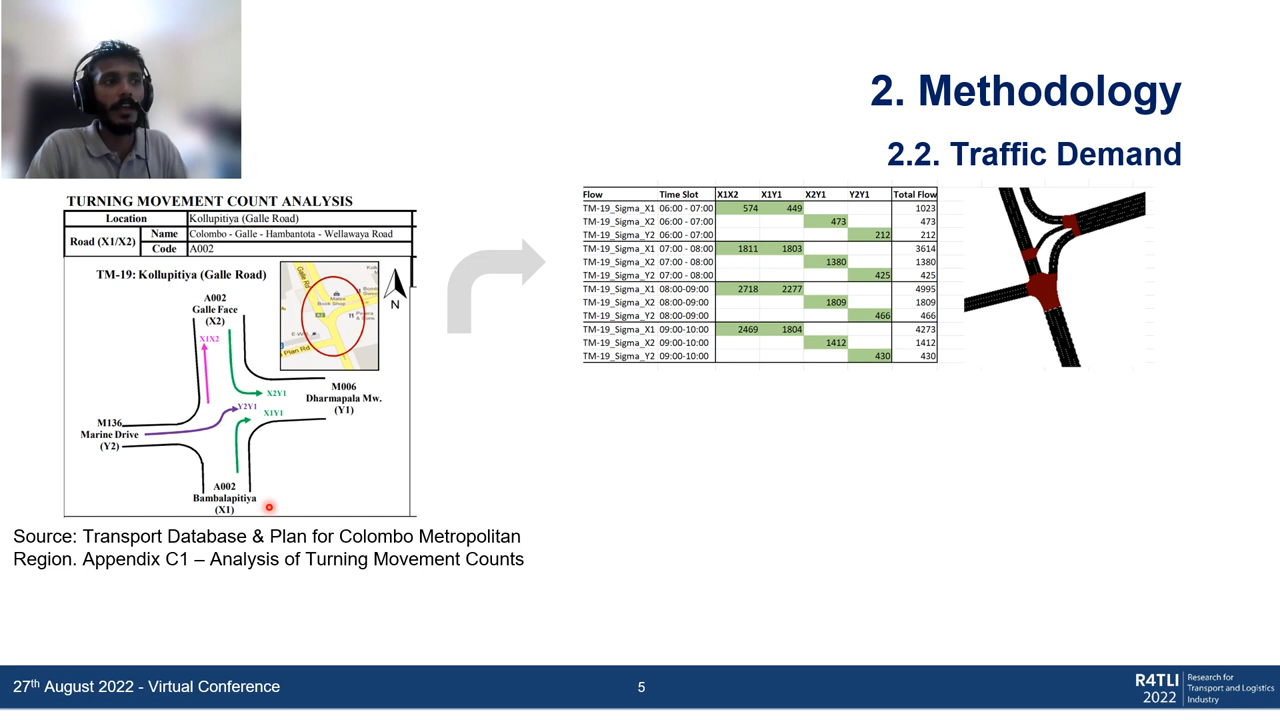 2. Methodology
2.2. Traffic Demand
TURNING MOVEMENT COUNT ANALYSIS
Location Kollupitiya (Galle Road)
Road (X1/X2) Name Colombo - Galle - Hambantota - Wellawaya Road
Code A002
TM-19: Kollupitiya (Galle Road)
N
A002
Galle Face
(X2)
X1X2
X2Y1
Y2Y1
X1Y1
M006
Dharmapala Mw.
(Y1)
M136
Marine Drive
(Y2)
A002
Bambalapitiya
(X1)
Galle Rd
Book Shop
A2
Plan Rd
Flow Time Slot X1X2 X1Y1 X2Y1 Y2Y1 Total Flow
TM-19_Sigma_X1 06:00 - 07:00 574 449 1023
TM-19_Sigma_X2 06:00 - 07:00 473 473
TM-19_Sigma_Y2 06:00 - 07:00 212 212
TM-19_Sigma_X1 07:00 - 08:00 1811 1803 3614
TM-19_Sigma_X2 07:00 - 08:00 1380 1380
TM-19_Sigma_Y2 07:00 - 08:00 425 425
TM-19_Sigma_X1 08:00-09:00 2718 2277 4995
TM-19_Sigma_X2 08:00-09:00 1809 1809
TM-19_Sigma_Y2 08:00-09:00 466 466
TM-19_Sigma_X1 09:00-10:00 2469 1804 4273
TM-19_Sigma_X2 09:00-10:00 1412 1412
TM-19_Sigma_Y2 09:00-10:00 430 430
Source: Transport Database & Plan for Colombo Metropolitan
Region. Appendix C1 – Analysis of Turning Movement Counts
27th August 2022 - Virtual Conference
5
R4TLI
2022
Research for
Transport and Logistics
Industry